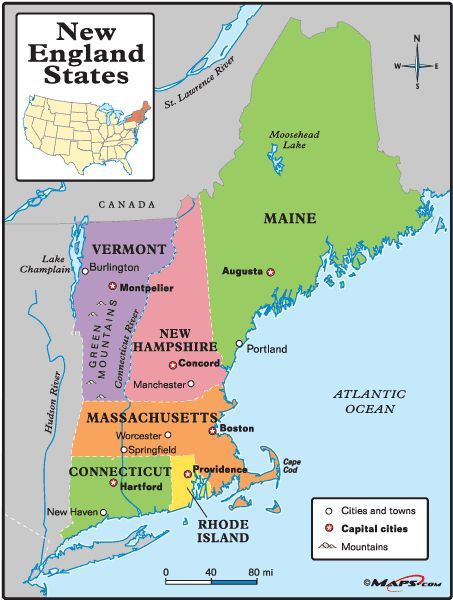 New
England
States
St. Lawrence River
N
W
E
S
Moosehead
Lake
CANADA
MAINE
VERMONT
Lake
Champlain
Burlington
Augusta
Montpelier
GREEN
MOUNTAINS
Connecticut River
NEW
HAMPSHIRE
Portland
Concord
Manchester
Hudson River
ATLANTIC
OCEAN
MASSACHUSETTS
Boston
Worcester
Springfield
CONNECTICUT
Providence
Cape
Cod
Hartford
New Haven
RHODE
ISLAND
Cities and towns
Capital cities
Mountains
0 40 80 mi
©MAPS.COM